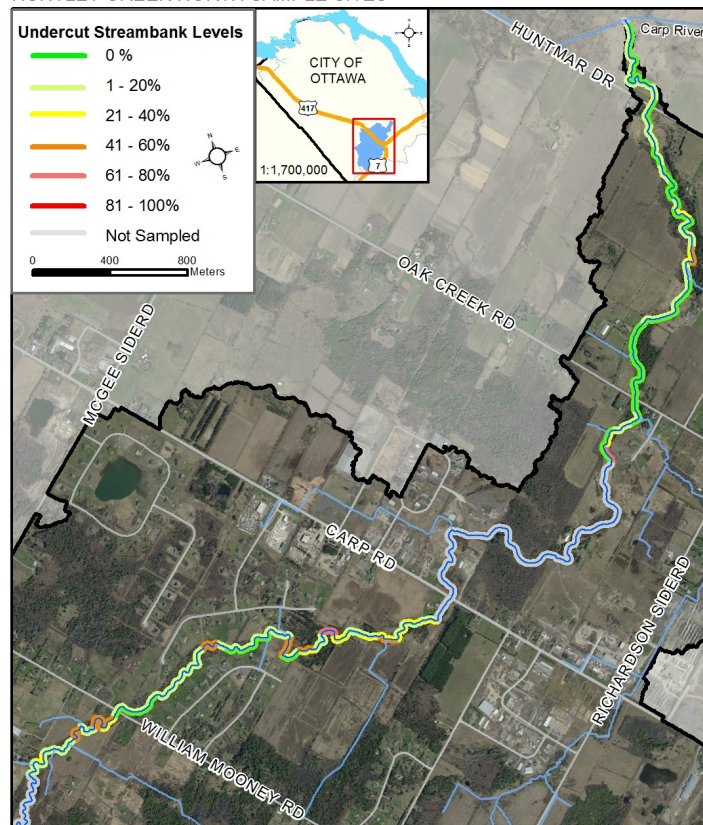 Undercut Streambank Levels
0 %
1 - 20%
21 - 40%
41 - 60%
61 - 80%
81 - 100%
Not Sampled
N
W E
S
0 400 800
Meters
CITY OF
OTTAWA
417
7
1:1,700,000
N
W E
S
HUNTMAR DR
Carp River
OAK CREEK RD
MCGEE SIDERD
CARP RD
RICHARDSON SIDERD
WILLIAM MOONEY RD